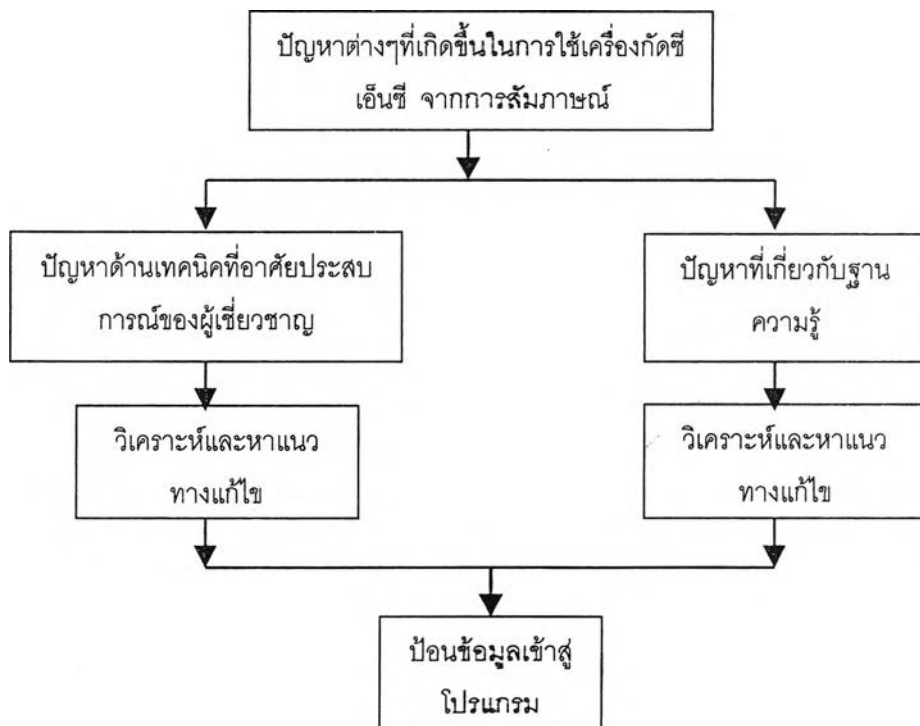 ปัญหาต่างๆที่เกิดขึ้นในการใช้เครื่องกัดซี
เอ็นซี จากการสัมภาษณ์
ปัญหาด้านเทคนิคที่อาศัยประสบ
การณ์ของผู้เชี่ยวชาญ
ปัญหาที่เกี่ยวกับฐาน
ความรู้
วิเคราะห์และหาแนว
ทางแก้ไข
วิเคราะห์และหาแนว
ทางแก้ไข
ป้อนข้อมูลเข้าสู่
โปรแกรม